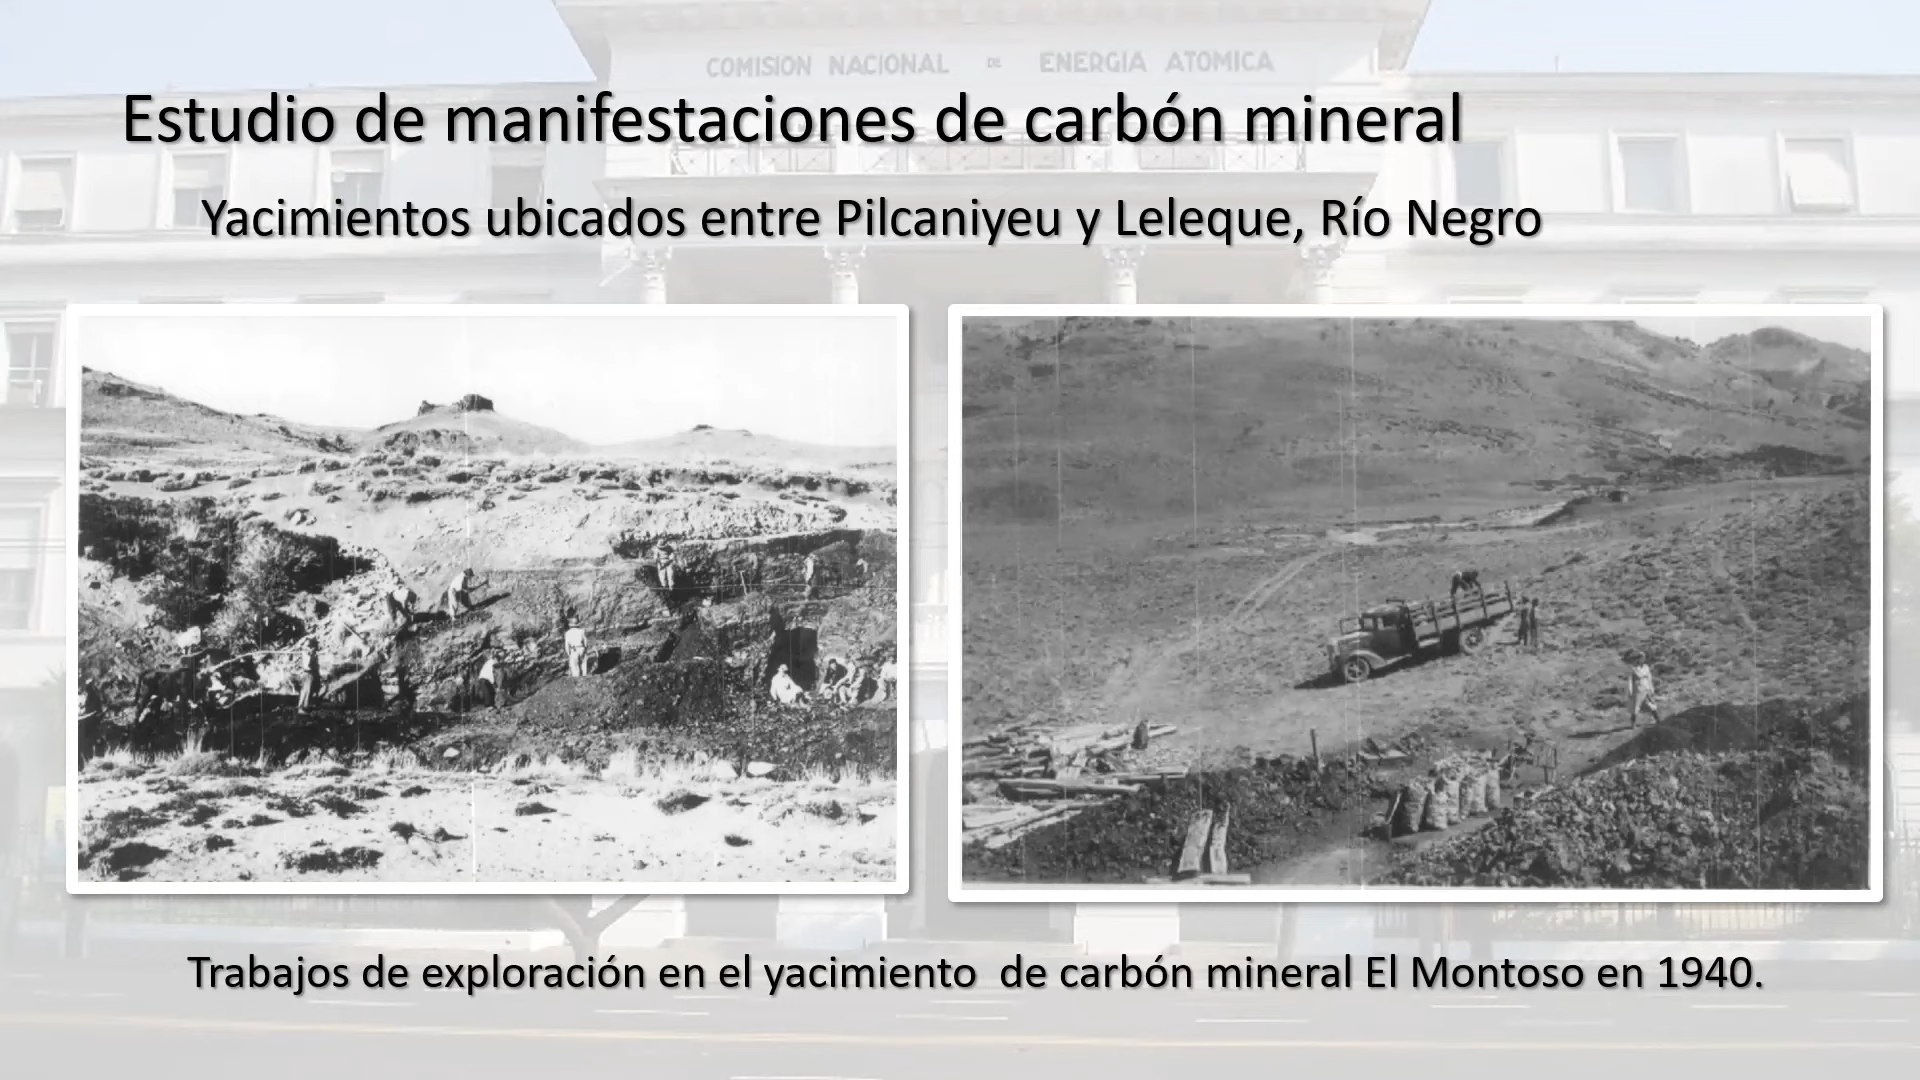 COMISION NACIONAL DE ENERGIA ATOMICA
Estudio de manifestaciones de carbón mineral
Yacimientos ubicados entre Pilcaniyeu y Leleque, Río Negro
Trabajos de exploración en el yacimiento de carbón mineral El Montoso en 1940.